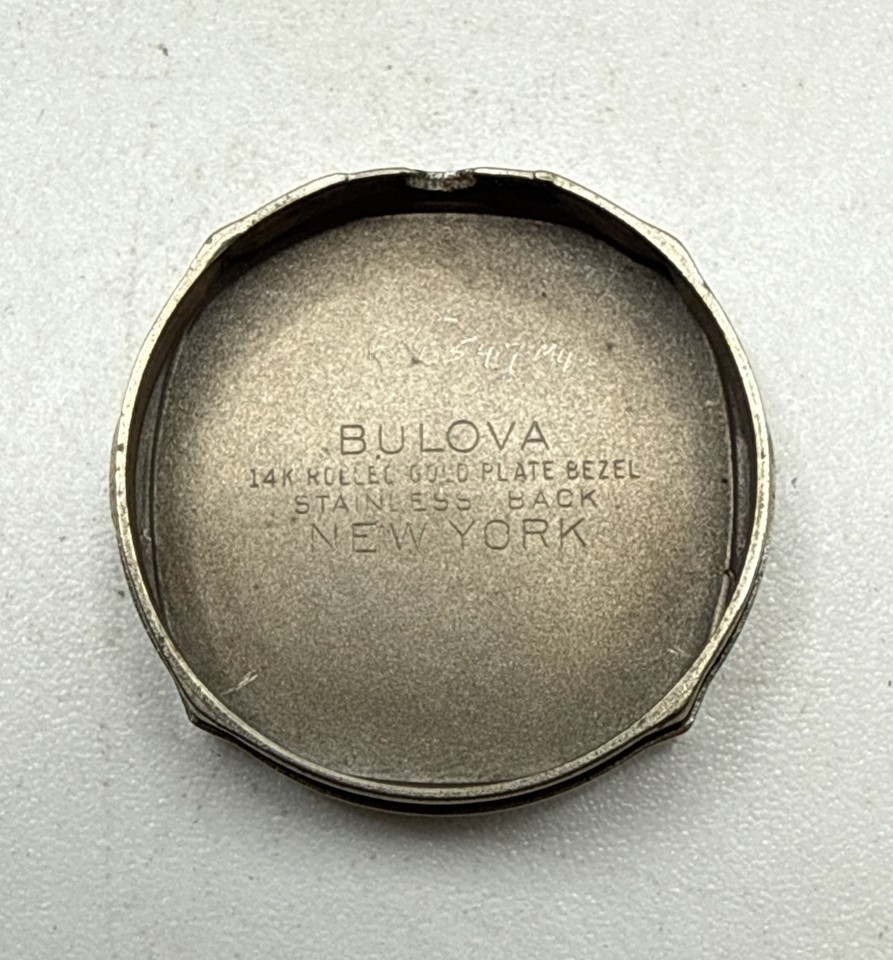 BULOVA
14K ROLLED GOLD PLATE BEZEL
STAINLESS BACK
NEW YORK